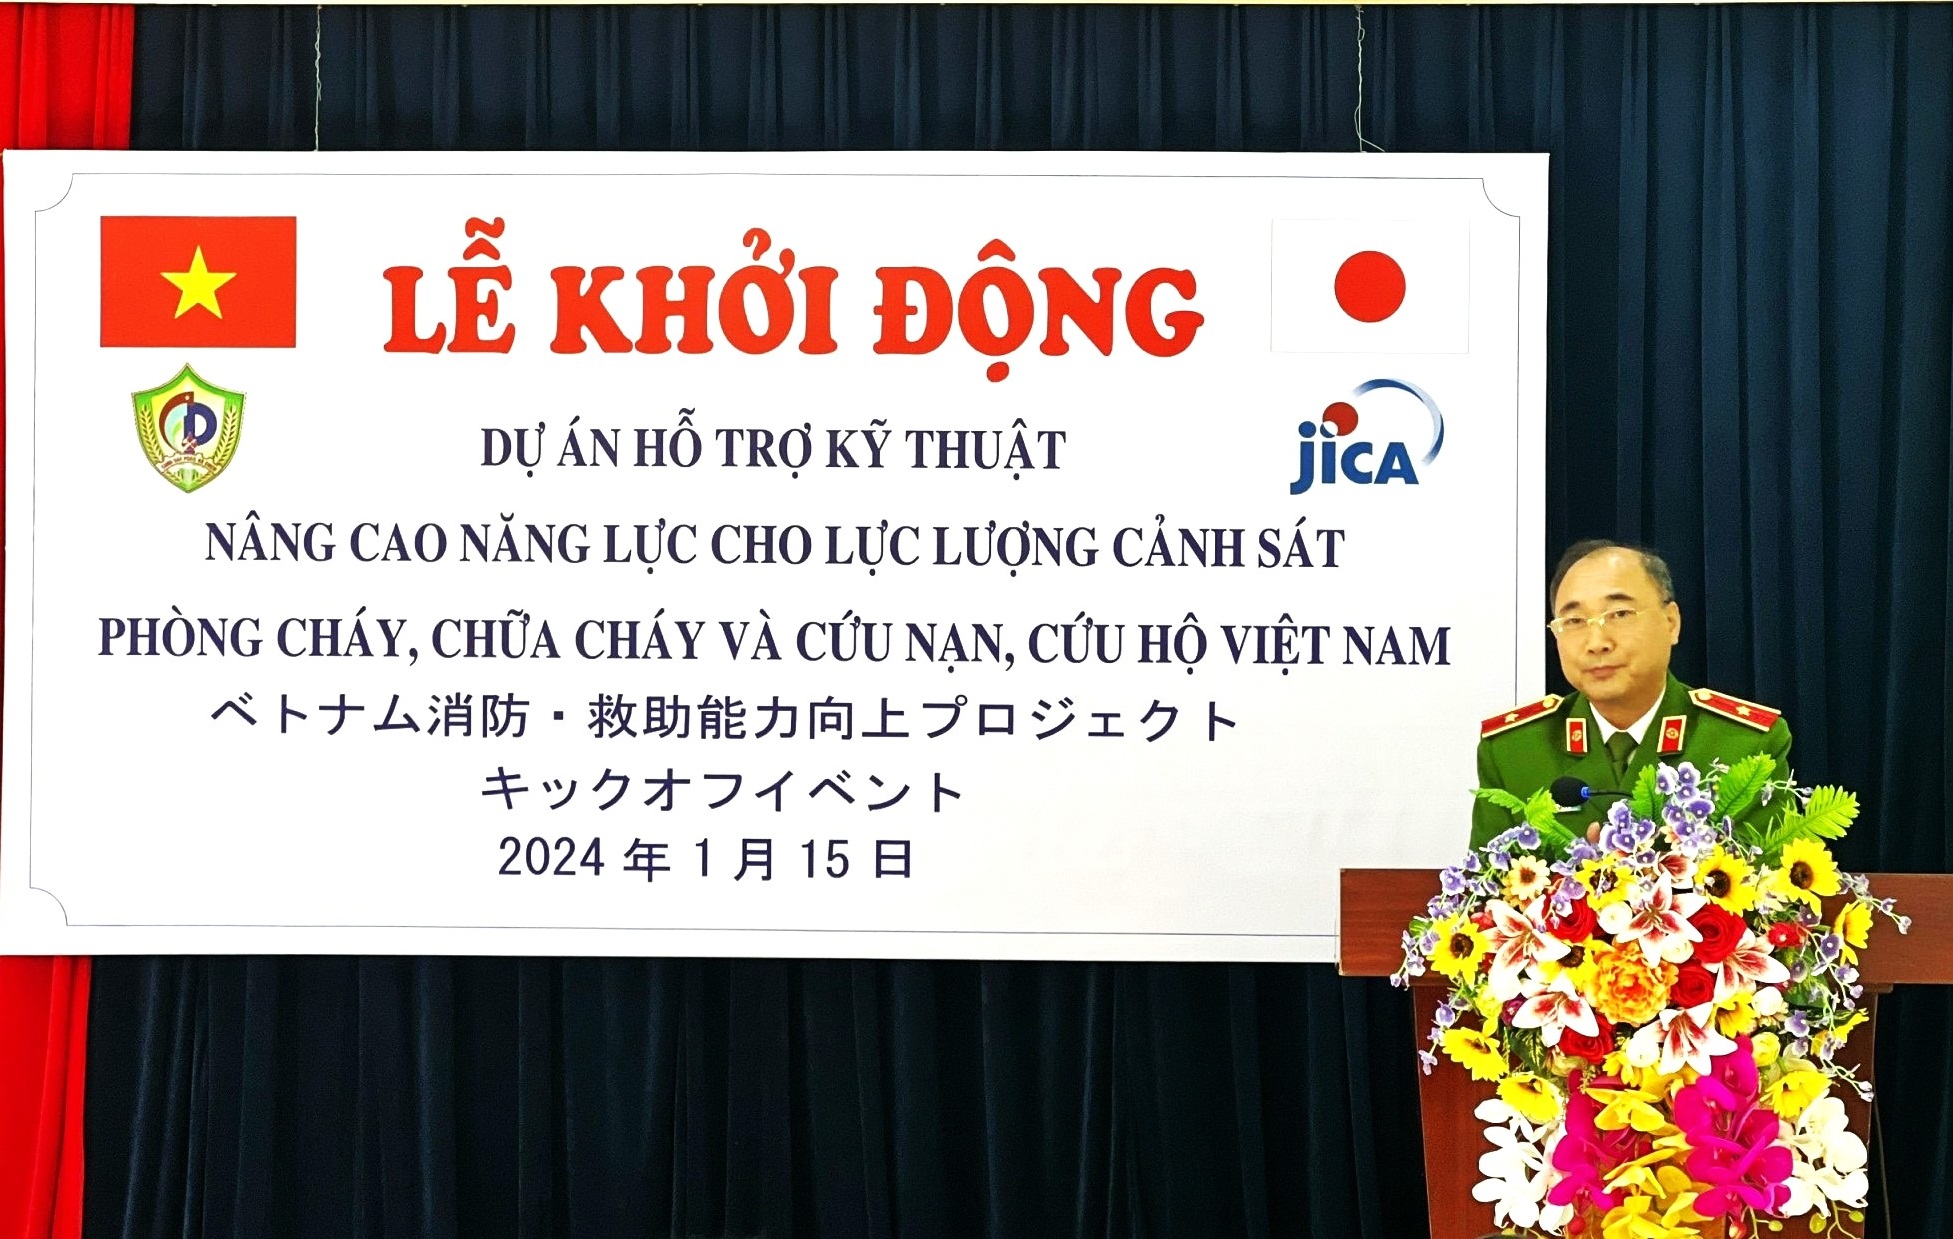 LỄ KHỞI ĐỘNG
DỰ ÁN HỖ TRỢ KỸ THUẬT
jICA
NÂNG CAO NĂNG LỰC CHO LỰC LƯỢNG CẢNH SÁT
PHÒNG CHÁY, CHỮA CHÁY VÀ CỨU NẠN, CỨU HỘ VIỆT NAM
ベトナム消防・救助能力向上プロジェクト
キックオフイベント
2024 年 1 月 15 日